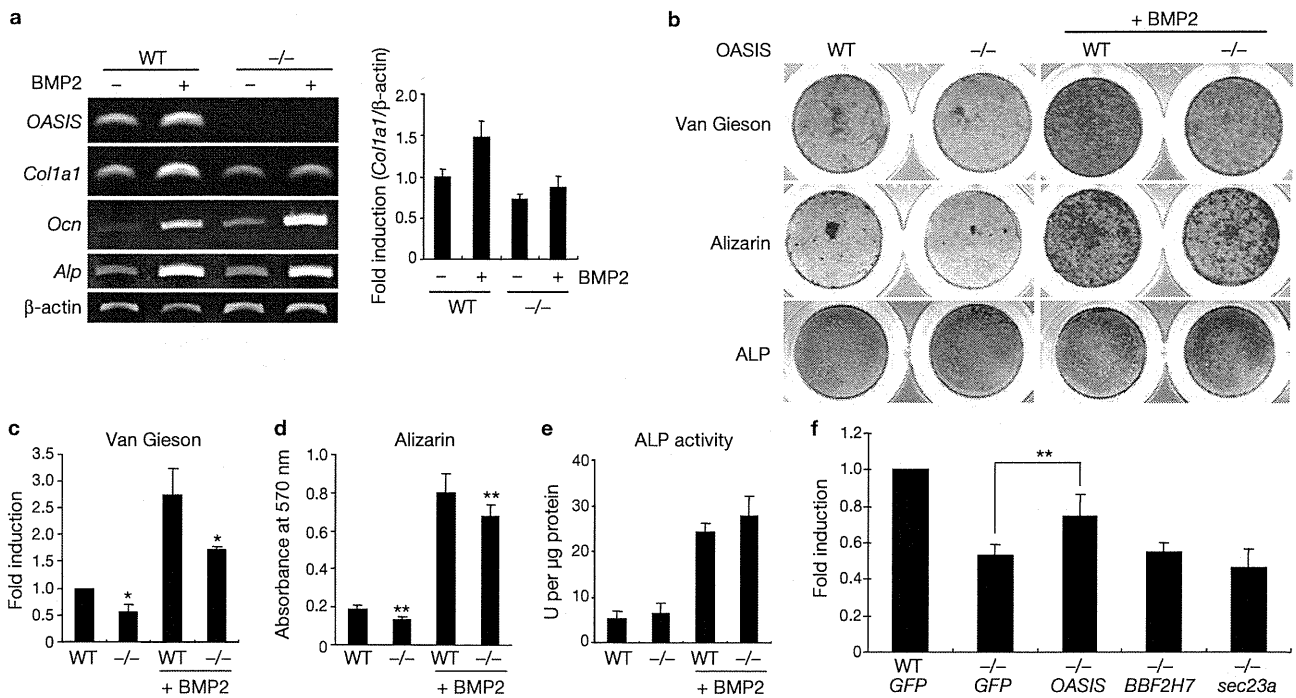 a
WT –/–
BMP2 – + – +
OASIS
Col1a1
Ocn
Alp
β-actin
Fold induction (Col1a1/β-actin)
2.0
1.5
1.0
0.5
0
– + – + BMP2
WT –/–
b
+ BMP2
OASIS WT –/– WT –/–
Van Gieson
Alizarin
ALP
c
Van Gieson
Fold induction
3.5
3.0
2.5
2.0
1.5
1.0
0.5
0
*
*
WT –/– WT –/–
+ BMP2
d
Alizarin
Absorbance at 570 nm
1.0
0.8
0.6
0.4
0.2
0
**
**
WT –/– WT –/–
+ BMP2
e
ALP activity
U per µg protein
40
30
20
10
0
WT –/– WT –/–
+ BMP2
f
Fold induction
1.2
1.0
0.8
0.6
0.4
0.2
0
**
WT –/– –/– –/– –/–
GFP GFP OASIS BBF2H7 sec23a